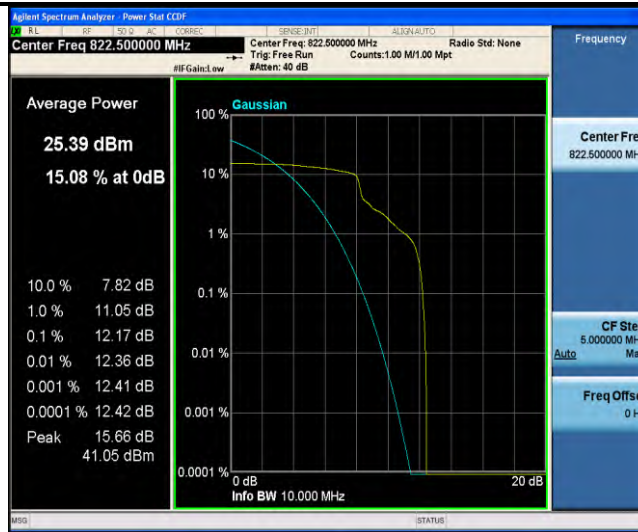 Agilent Spectrum Analyzer - Power Stat CCDF
RL RF 50 Ω AC CORREC SENSE:INT ALIGN AUTO
Center Freq 822.500000 MHz
Center Freq: 822.500000 MHz Radio Std: None
Trig: Free Run Counts:1.00 M/1.00 Mpt
#IFGain:Low #Atten: 40 dB
Frequency
Average Power
25.39 dBm
15.08 % at 0dB
10.0 % 7.82 dB
1.0 % 11.05 dB
0.1 % 12.17 dB
0.01 % 12.36 dB
0.001 % 12.41 dB
0.0001 % 12.42 dB
Peak 15.66 dB
41.05 dBm
Gaussian
100 %
10 %
1 %
0.1 %
0.01 %
0.001 %
0.0001 %
0 dB 20 dB
Info BW 10.000 MHz
Center Fre
822.500000 MH
CF Ste
5.000000 MH
Auto Ma
Freq Offse
0 H
MSG STATUS